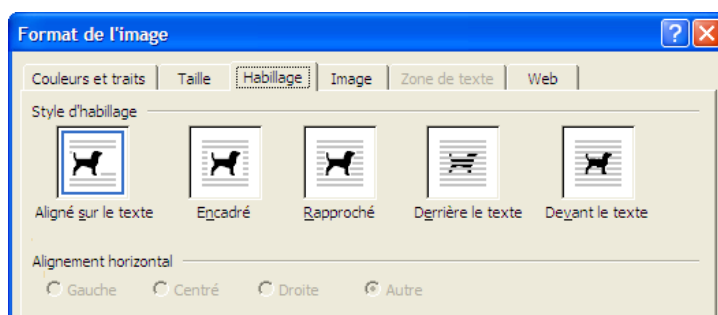 Format de l'image
Couleurs et traits Taille Habillage Image Zone de texte Web
Style d'habillage
Aligné sur le texte Encadré Rapproché Derrière le texte Devant le texte
Alignement horizontal
Gauche Centré Droite Autre